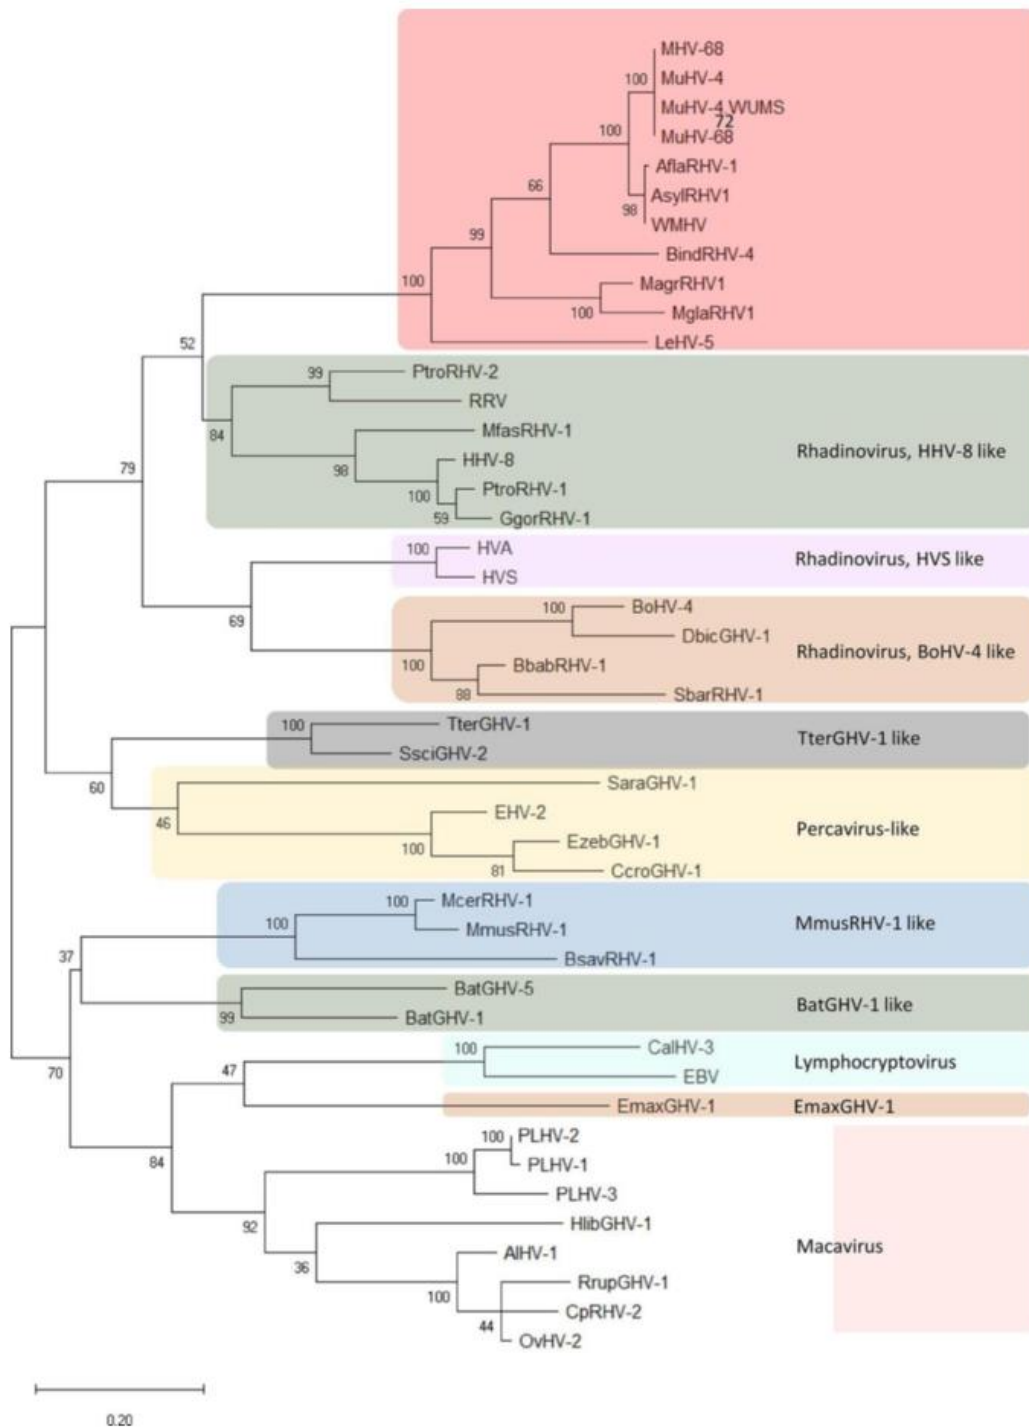 MHV-68
100
MuHV-4
MuHV-4 WUMS
72
100
MuHV-68
AflaRHV-1
66
AsylRHV1
98
WMHV
99
BindRHV-4
100
MagrRHV1
100
MglaRHV1
52
LeHV-5
99
PtroRHV-2
RRV
84
MfasRHV-1
Rhadinovirus, HHV-8 like
79
98
HHV-8
100
PtroRHV-1
59
GgorRHV-1
100
HVA
Rhadinovirus, HVS like
HVS
69
100
BoHV-4
DbicGHV-1
Rhadinovirus, BoHV-4 like
100
BbabRHV-1
88
SbarRHV-1
100
TterGHV-1
TterGHV-1 like
SsciGHV-2
60
SaraGHV-1
46
EHV-2
Percavirus-like
100
EzebGHV-1
81
CcroGHV-1
100
McerRHV-1
100
MmusRHV-1
MmusRHV-1 like
37
BsavRHV-1
BatGHV-5
BatGHV-1 like
99
BatGHV-1
100
CalHV-3
Lymphocryptovirus
70
47
EBV
EmaxGHV-1
EmaxGHV-1
100
PLHV-2
84
100
PLHV-1
PLHV-3
92
HlibGHV-1
Macavirus
36
AlHV-1
100
RrupGHV-1
44
CpRHV-2
OvHV-2
0.20